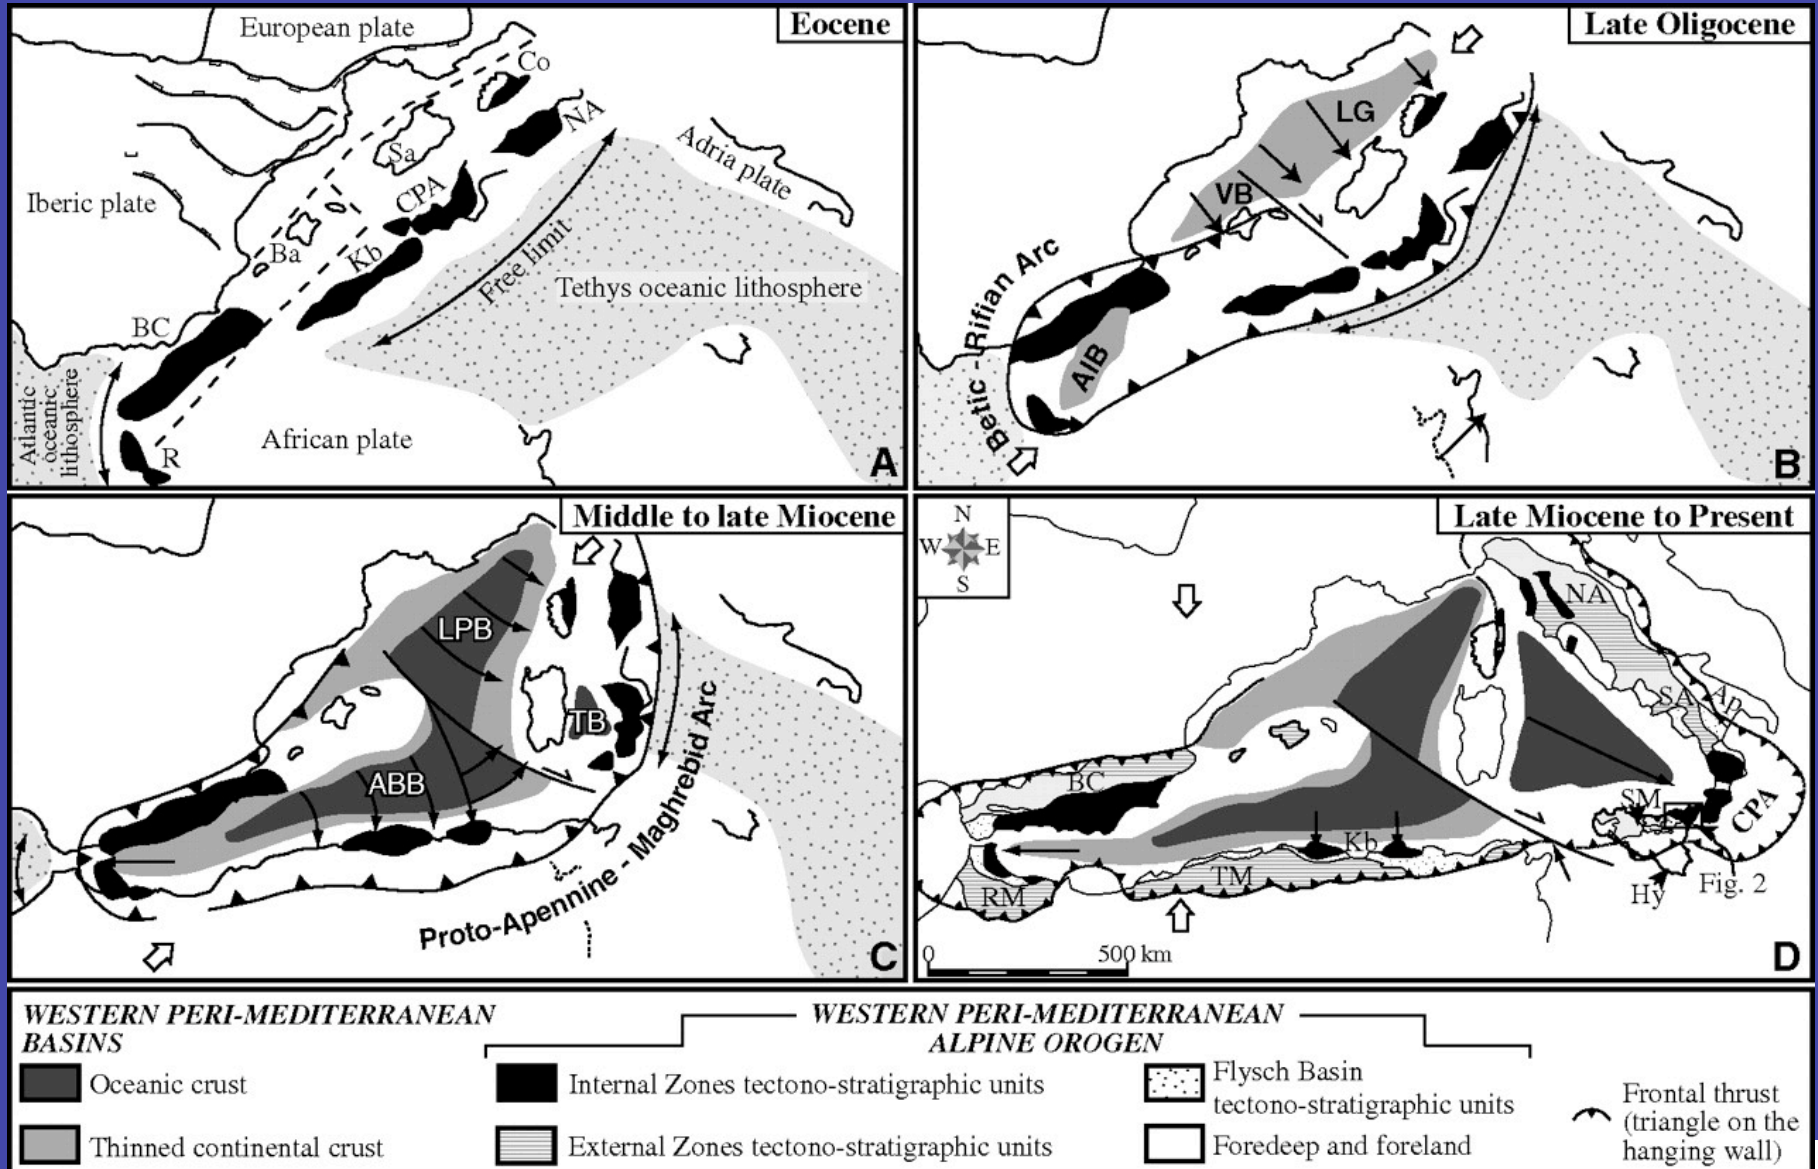 European plate
Eocene
Co
NA
Sa
Adria plate
CPA
Iberic plate
Ba
Kb
Free limit
Tethys oceanic lithosphere
BC
Atlantic
oceanic
lithosphere
African plate
R
A
Late Oligocene
LG
VB
Betic - Rifian Arc
AlB
B
Middle to late Miocene
LPB
TB
ABB
Proto-Apennine - Maghrebid Arc
C
Late Miocene to Present
N
W E
S
NA
SA
Ap
BC
SM
CPA
Kb
TM
RM
Hy
Fig. 2
0 500 km
D
WESTERN PERI-MEDITERRANEAN
BASINS
Oceanic crust
Thinned continental crust
WESTERN PERI-MEDITERRANEAN
ALPINE OROGEN
Internal Zones tectono-stratigraphic units
External Zones tectono-stratigraphic units
Flysch Basin
tectono-stratigraphic units
Foredeep and foreland
Frontal thrust
(triangle on the
hanging wall)